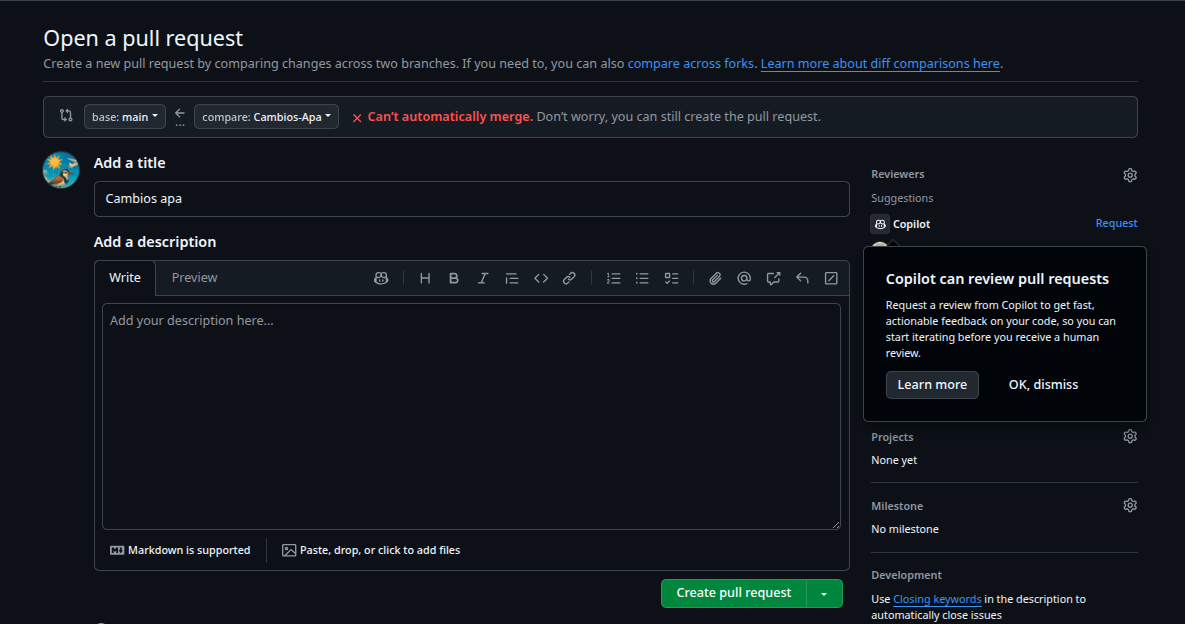 Open a pull request
Create a new pull request by comparing changes across two branches. If you need to, you can also compare across forks. Learn more about diff comparisons here.
base: main
compare: Cambios-Apa
Can't automatically merge. Don't worry, you can still create the pull request.
Add a title
Cambios apa
Add a description
Write
Preview
H B I
Add your description here...
Markdown is supported
Paste, drop, or click to add files
Create pull request
Reviewers
Suggestions
Copilot
Request
Copilot can review pull requests
Request a review from Copilot to get fast,
actionable feedback on your code, so you can
start iterating before you receive a human
review.
Learn more
OK, dismiss
Projects
None yet
Milestone
No milestone
Development
Use Closing keywords in the description to
automatically close issues